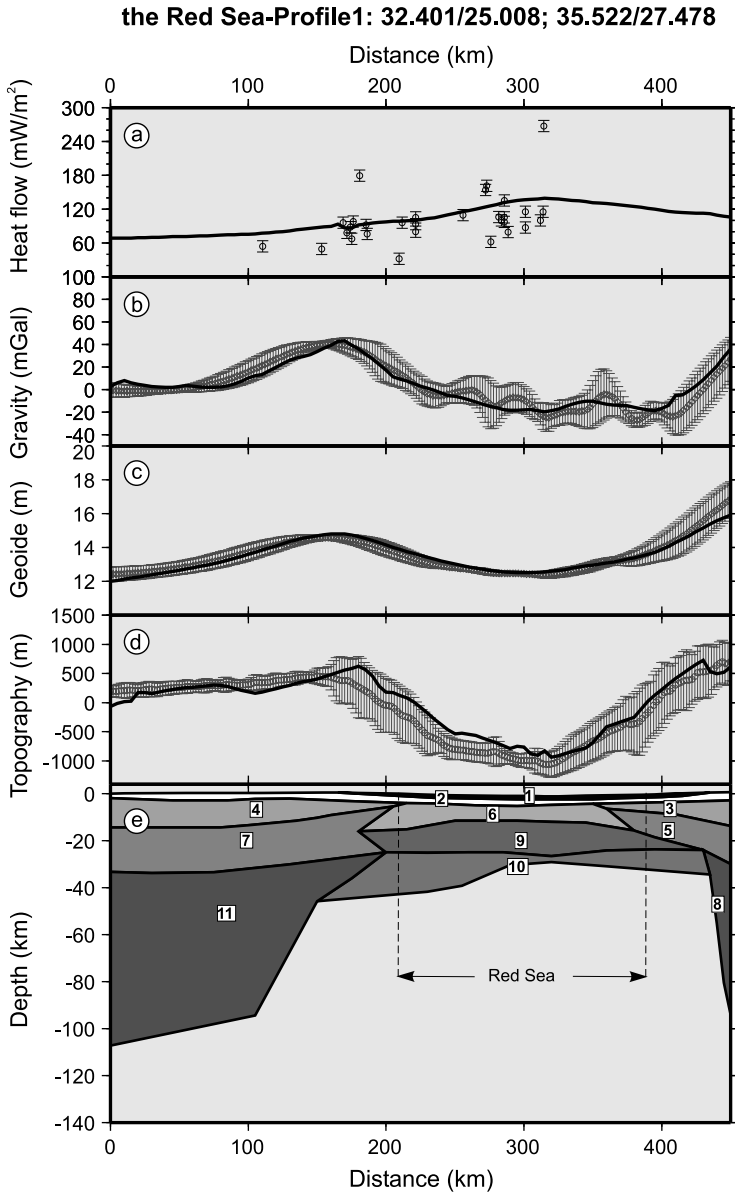 the Red Sea-Profile1: 32.401/25.008; 35.522/27.478
Distance (km)
0 100 200 300 400
Heat flow (mW/m²)
300
240
180
120
60
100
a
Gravity (mGal)
80
60
40
20
0
-20
-40
b
Geoide (m)
20
18
16
14
12
c
Topography (m)
1500
1000
500
0
-500
-1000
d
Depth (km)
0
-20
-40
-60
-80
-100
-120
-140
e
1
2
3
4
5
6
7
8
9
10
11
Red Sea
0 100 200 300 400
Distance (km)